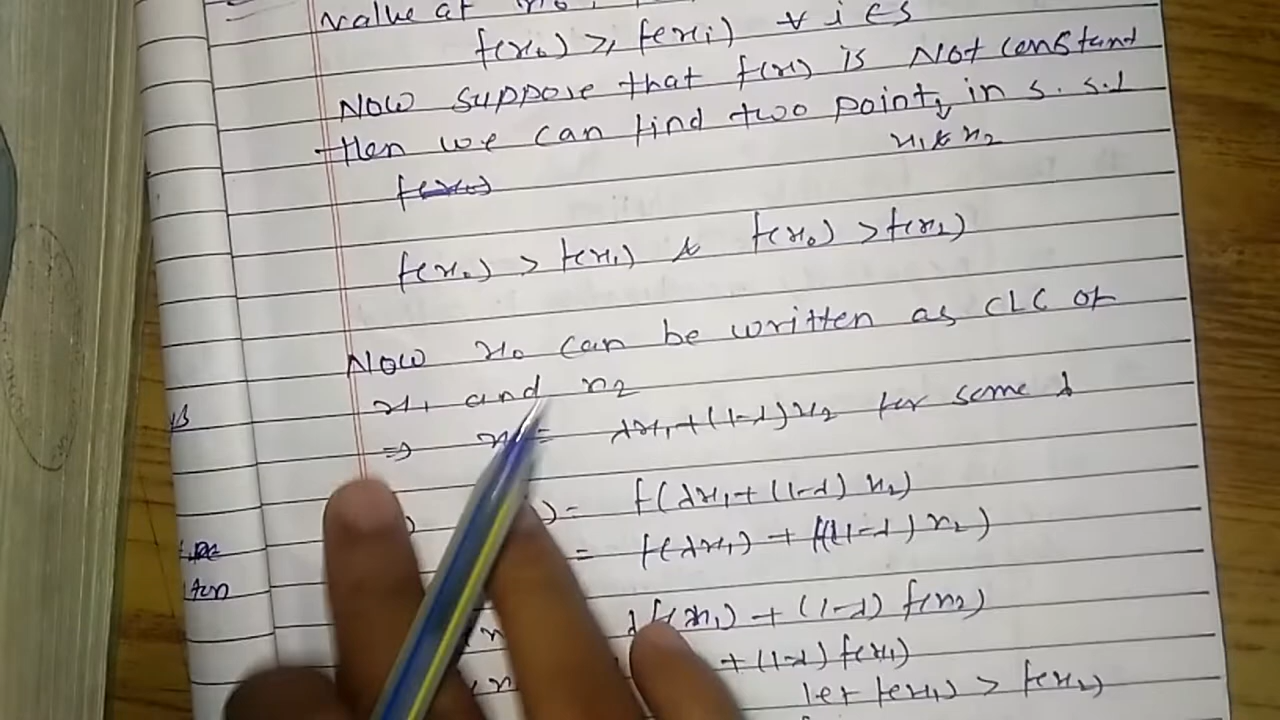 value at
f(x₀) ≥ f(xᵢ) ∀ i ∈ S
Now suppose that f(x) is Not constant
then we can find two points in S. s.t
x₁ & x₂
f(x₀) > f(x₁) & f(x₀) > f(x₂)
Now x₀ can be written as CLC of
x₁ and x₂
⇒ x = λx₁+(1-λ)x₂ for some λ
) = f(λx₁+(1-λ) x₂)
= f(λx₁) + f((1-λ) x₂)
λf(x₁) + (1-λ) f(x₂)
+(1-λ) f(x₁)
let f(x₁) > f(x₂)